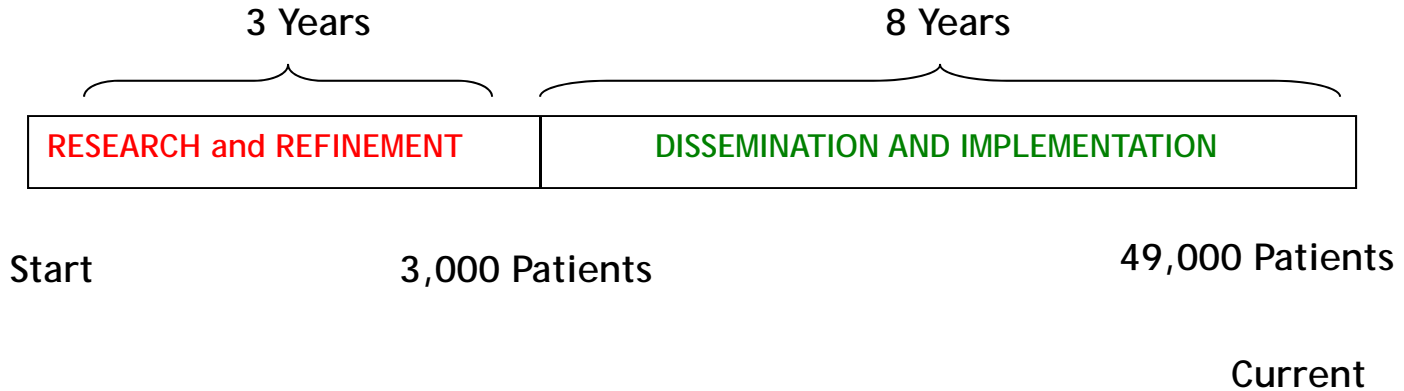 3 Years
8 Years
RESEARCH and REFINEMENT
DISSEMINATION AND IMPLEMENTATION
Start
3,000 Patients
49,000 Patients
Current